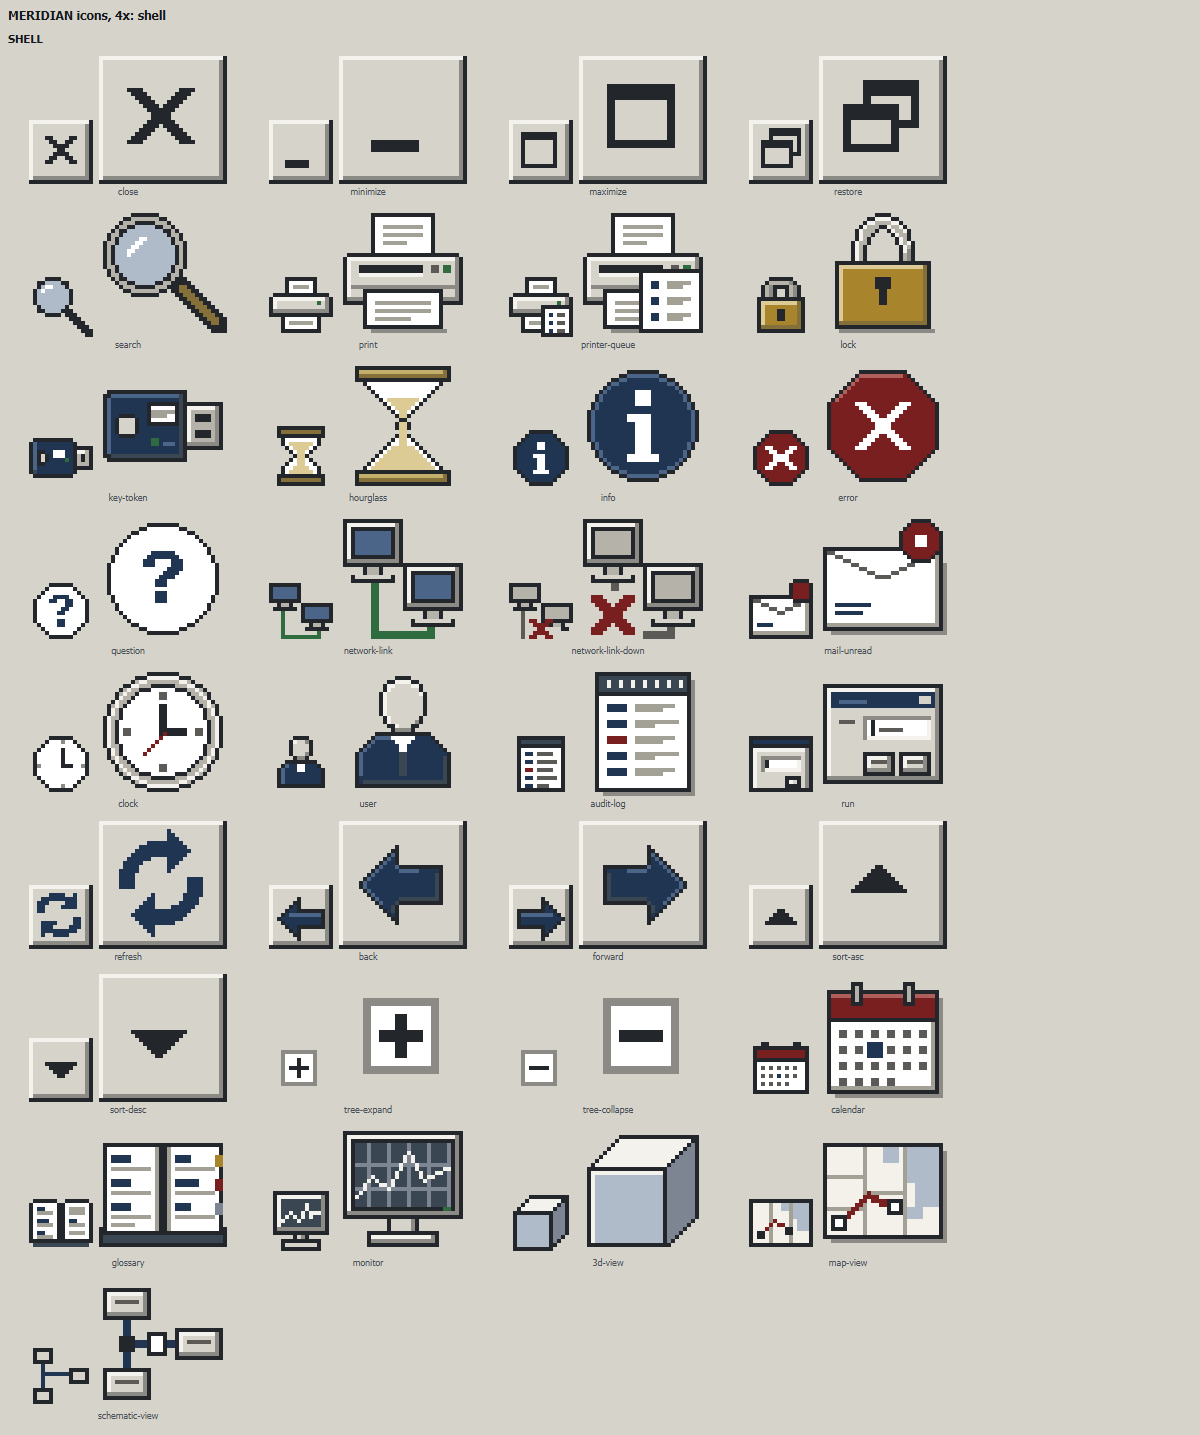 MERIDIAN icons, 4x: shell
SHELL
close minimize maximize restore
search print printer-queue lock
key-token hourglass info error
question network-link network-link-down mail-unread
clock user audit-log run
refresh back forward sort-asc
sort-desc tree-expand tree-collapse calendar
glossary monitor 3d-view map-view
schematic-view